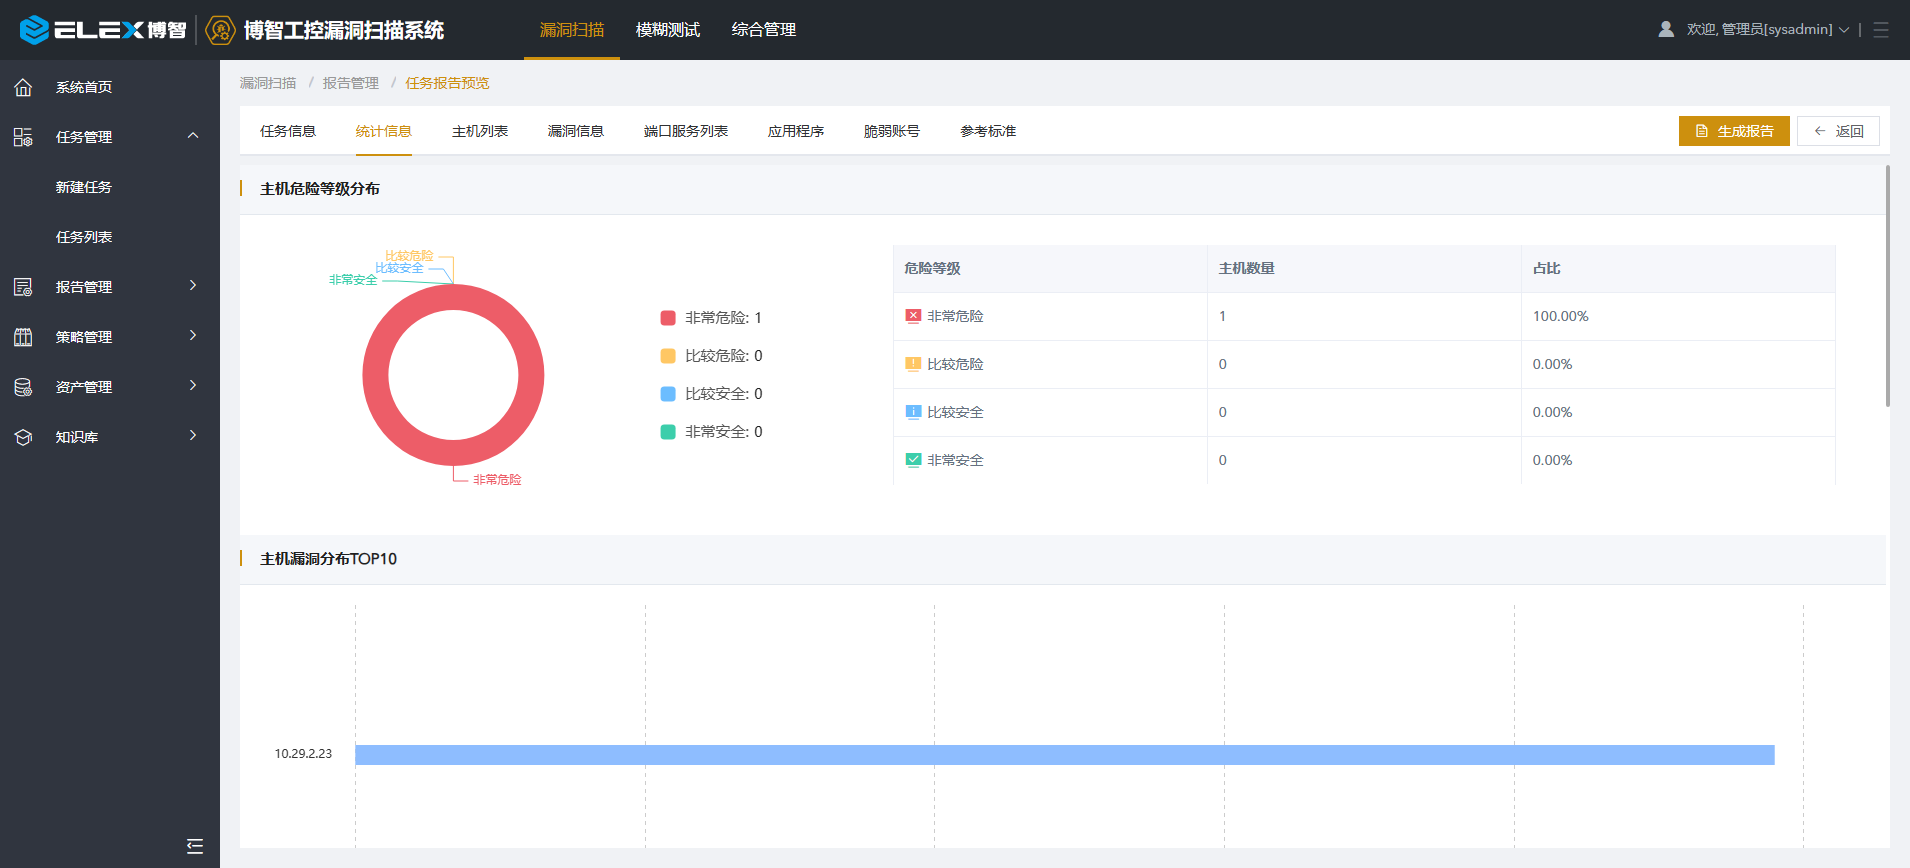 ELEX博智 博智工控漏洞扫描系统 漏洞扫描 模糊测试 综合管理 欢迎, 管理员[sysadmin]
系统首页
任务管理
新建任务
任务列表
报告管理
策略管理
资产管理
知识库
漏洞扫描 / 报告管理 / 任务报告预览
任务信息 统计信息 主机列表 漏洞信息 端口服务列表 应用程序 脆弱账号 参考标准 生成报告 返回
主机危险等级分布
比较危险
比较安全
非常安全
非常危险
非常危险: 1
比较危险: 0
比较安全: 0
非常安全: 0
危险等级 主机数量 占比
非常危险 1 100.00%
比较危险 0 0.00%
比较安全 0 0.00%
非常安全 0 0.00%
主机漏洞分布TOP10
10.29.2.23